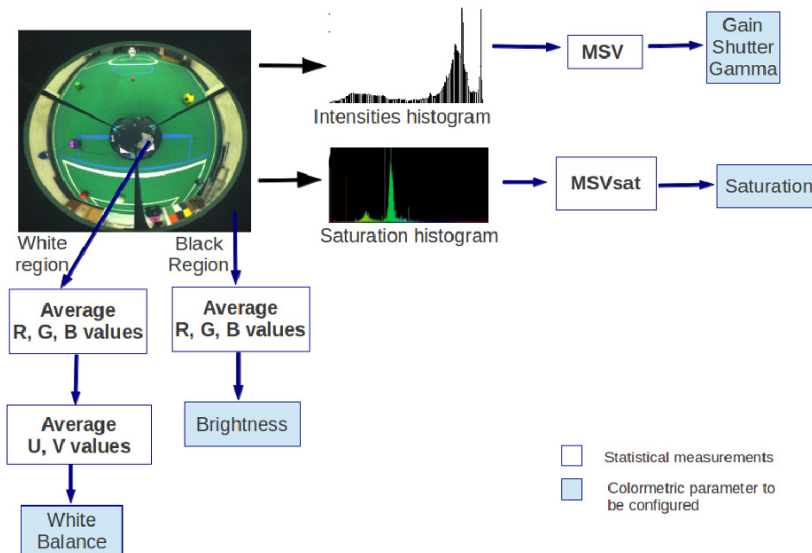 Intensities histogram
MSV
Gain
Shutter
Gamma
Saturation histogram
MSVsat
Saturation
White
region
Black
Region
Average
R, G, B values
Average
R, G, B values
Average
U, V values
Brightness
White
Balance
Statistical measurements
Colormetric parameter to
be configured